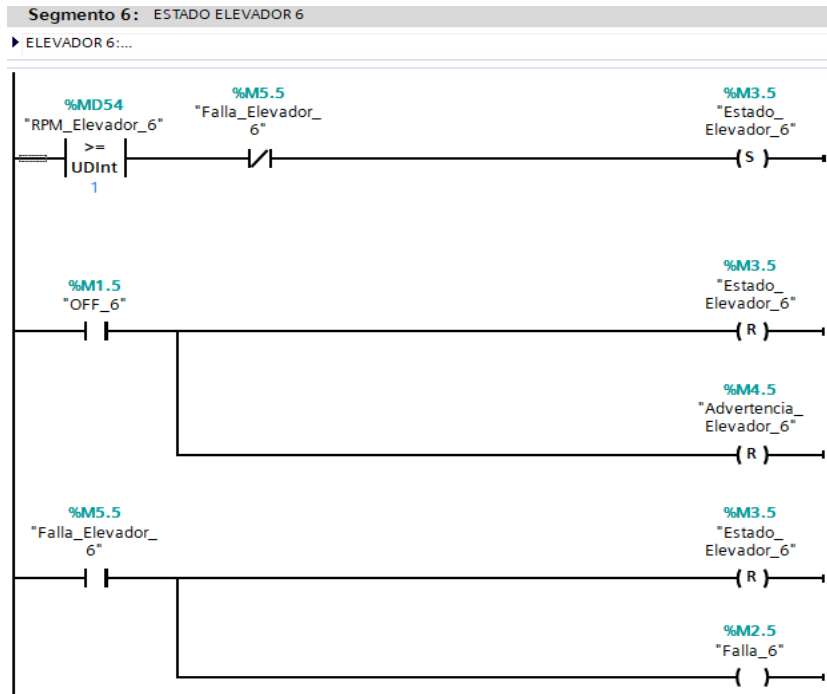 Segmento 6: ESTADO ELEVADOR 6
ELEVADOR 6:...
%MD54
"RPM_Elevador_6"
>=
UDInt
1
%M5.5
"Falla_Elevador_
6"
%M3.5
"Estado_
Elevador_6"
S
%M1.5
"OFF_6"
%M3.5
"Estado_
Elevador_6"
R
%M4.5
"Advertencia_
Elevador_6"
R
%M5.5
"Falla_Elevador_
6"
%M3.5
"Estado_
Elevador_6"
R
%M2.5
"Falla_6"